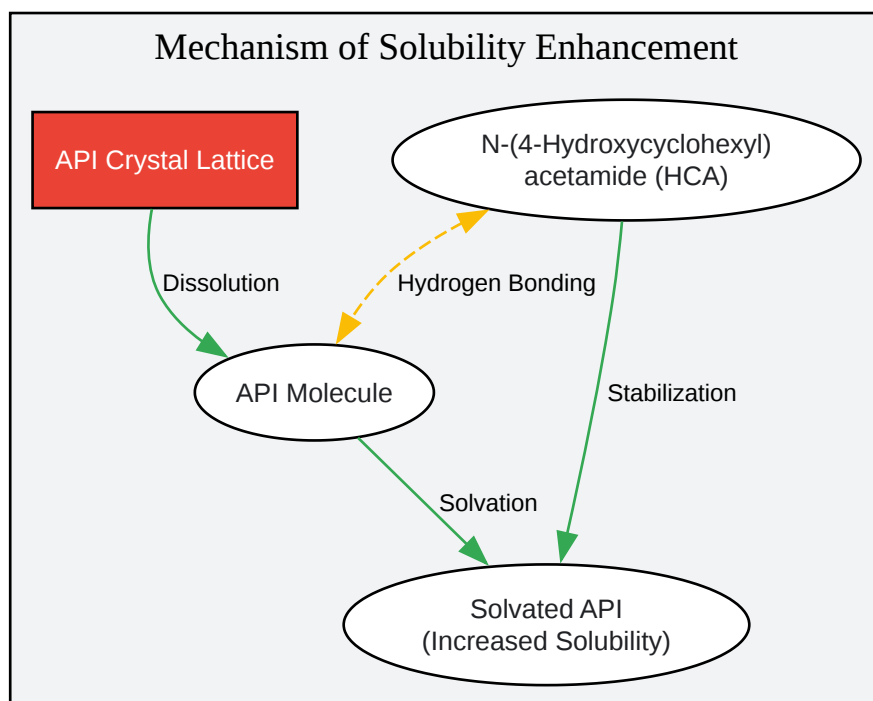 Mechanism of Solubility Enhancement
API Crystal Lattice
N-(4-Hydroxycyclohexyl)
acetamide (HCA)
Dissolution
Hydrogen Bonding
API Molecule
Stabilization
Solvation
Solvated API
(Increased Solubility)